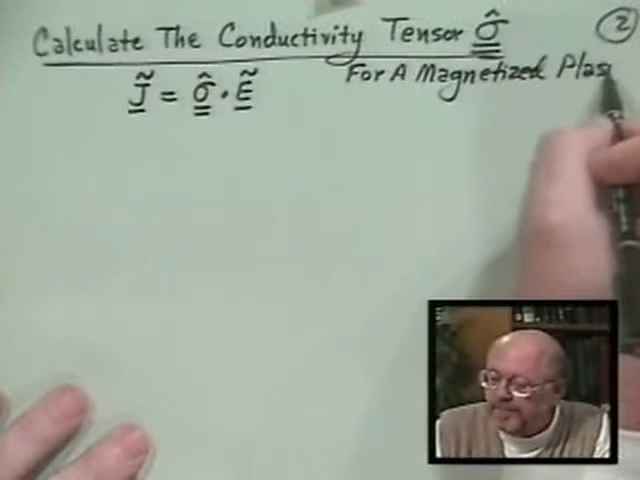 Calculate The Conductivity Tensor σ̂ ②
For A Magnetized Plas
J̃ = σ̂ · Ẽ